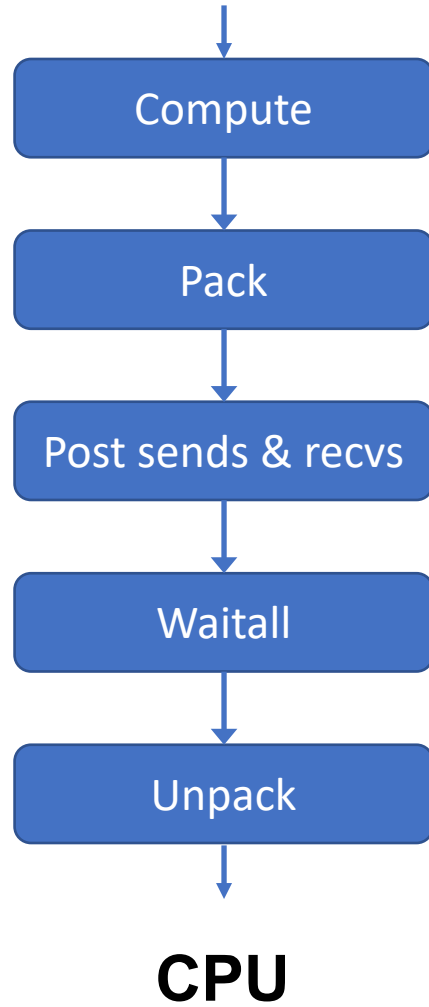 Compute
Pack
Post sends & recvs
Waitall
Unpack
CPU